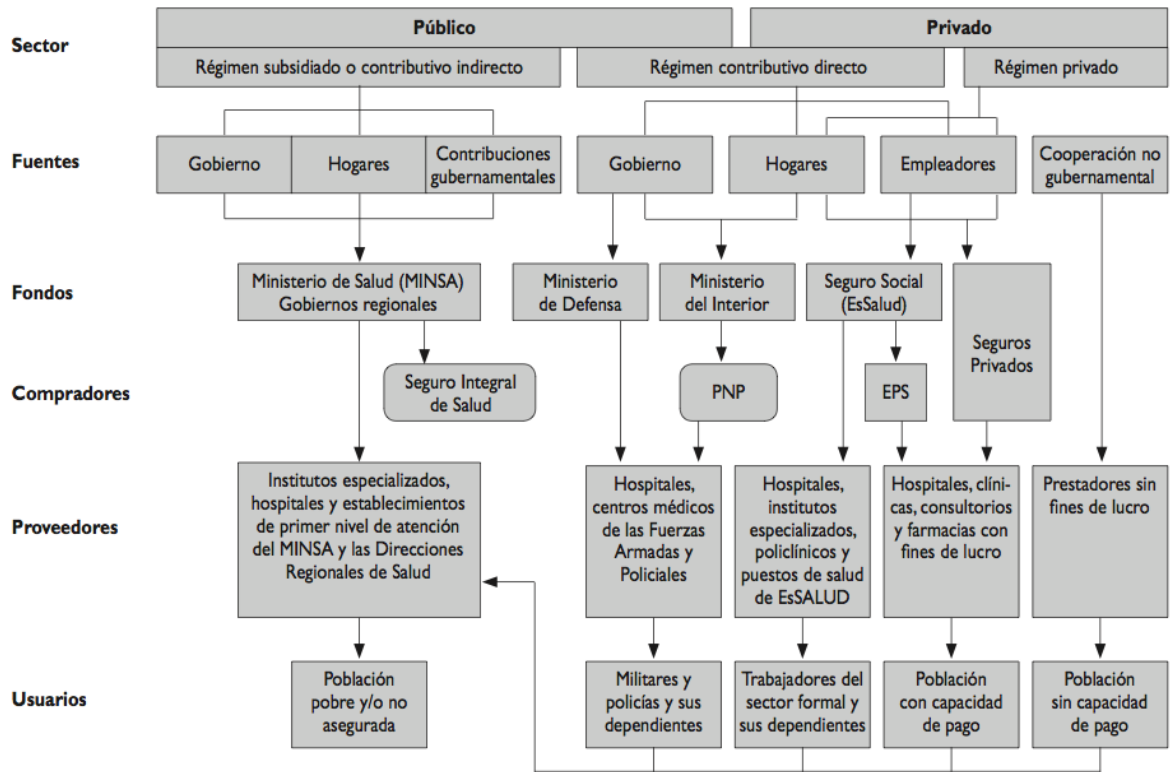 Sector
Público
Privado
Régimen subsidiado o contributivo indirecto
Régimen contributivo directo
Régimen privado
Fuentes
Gobierno
Hogares
Contribuciones
gubernamentales
Gobierno
Hogares
Empleadores
Cooperación no
gubernamental
Fondos
Ministerio de Salud (MINSA)
Gobiernos regionales
Ministerio
de Defensa
Ministerio
del Interior
Seguro Social
(EsSalud)
Seguros
Privados
Compradores
Seguro Integral
de Salud
PNP
EPS
Proveedores
Institutos especializados,
hospitales y establecimientos
de primer nivel de atención
del MINSA y las Direcciones
Regionales de Salud
Hospitales,
centros médicos
de las Fuerzas
Armadas y
Policiales
Hospitales,
institutos
especializados,
policlínicos y
puestos de salud
de EsSALUD
Hospitales, clíni-
cas, consultorios
y farmacias con
fines de lucro
Prestadores sin
fines de lucro
Usuarios
Población
pobre y/o no
asegurada
Militares y
policías y sus
dependientes
Trabajadores del
sector formal y
sus dependientes
Población
con capacidad
de pago
Población
sin capacidad
de pago